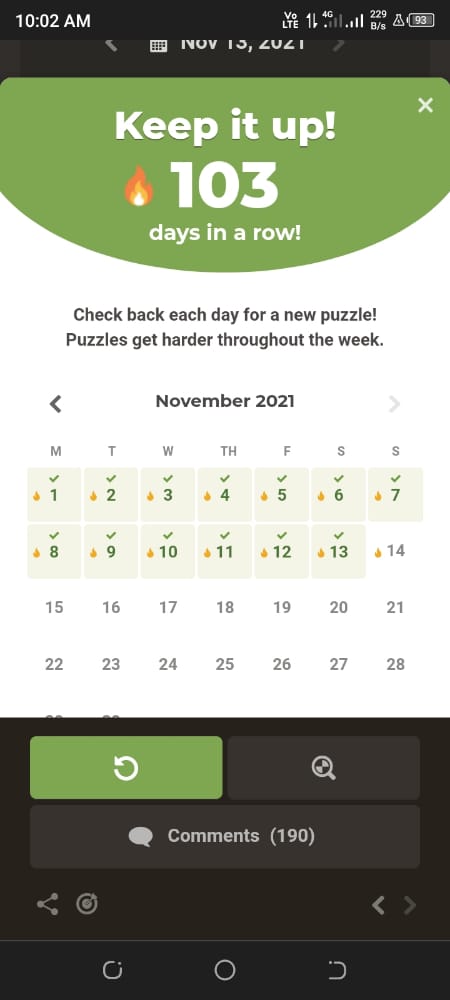 10:02 AM
Vo LTE 4G 229 B/s 93
Nov 13, 2021
Keep it up!
103
days in a row!
Check back each day for a new puzzle!
Puzzles get harder throughout the week.
November 2021
M T W TH F S S
1 2 3 4 5 6 7
8 9 10 11 12 13 14
15 16 17 18 19 20 21
22 23 24 25 26 27 28
Comments (190)